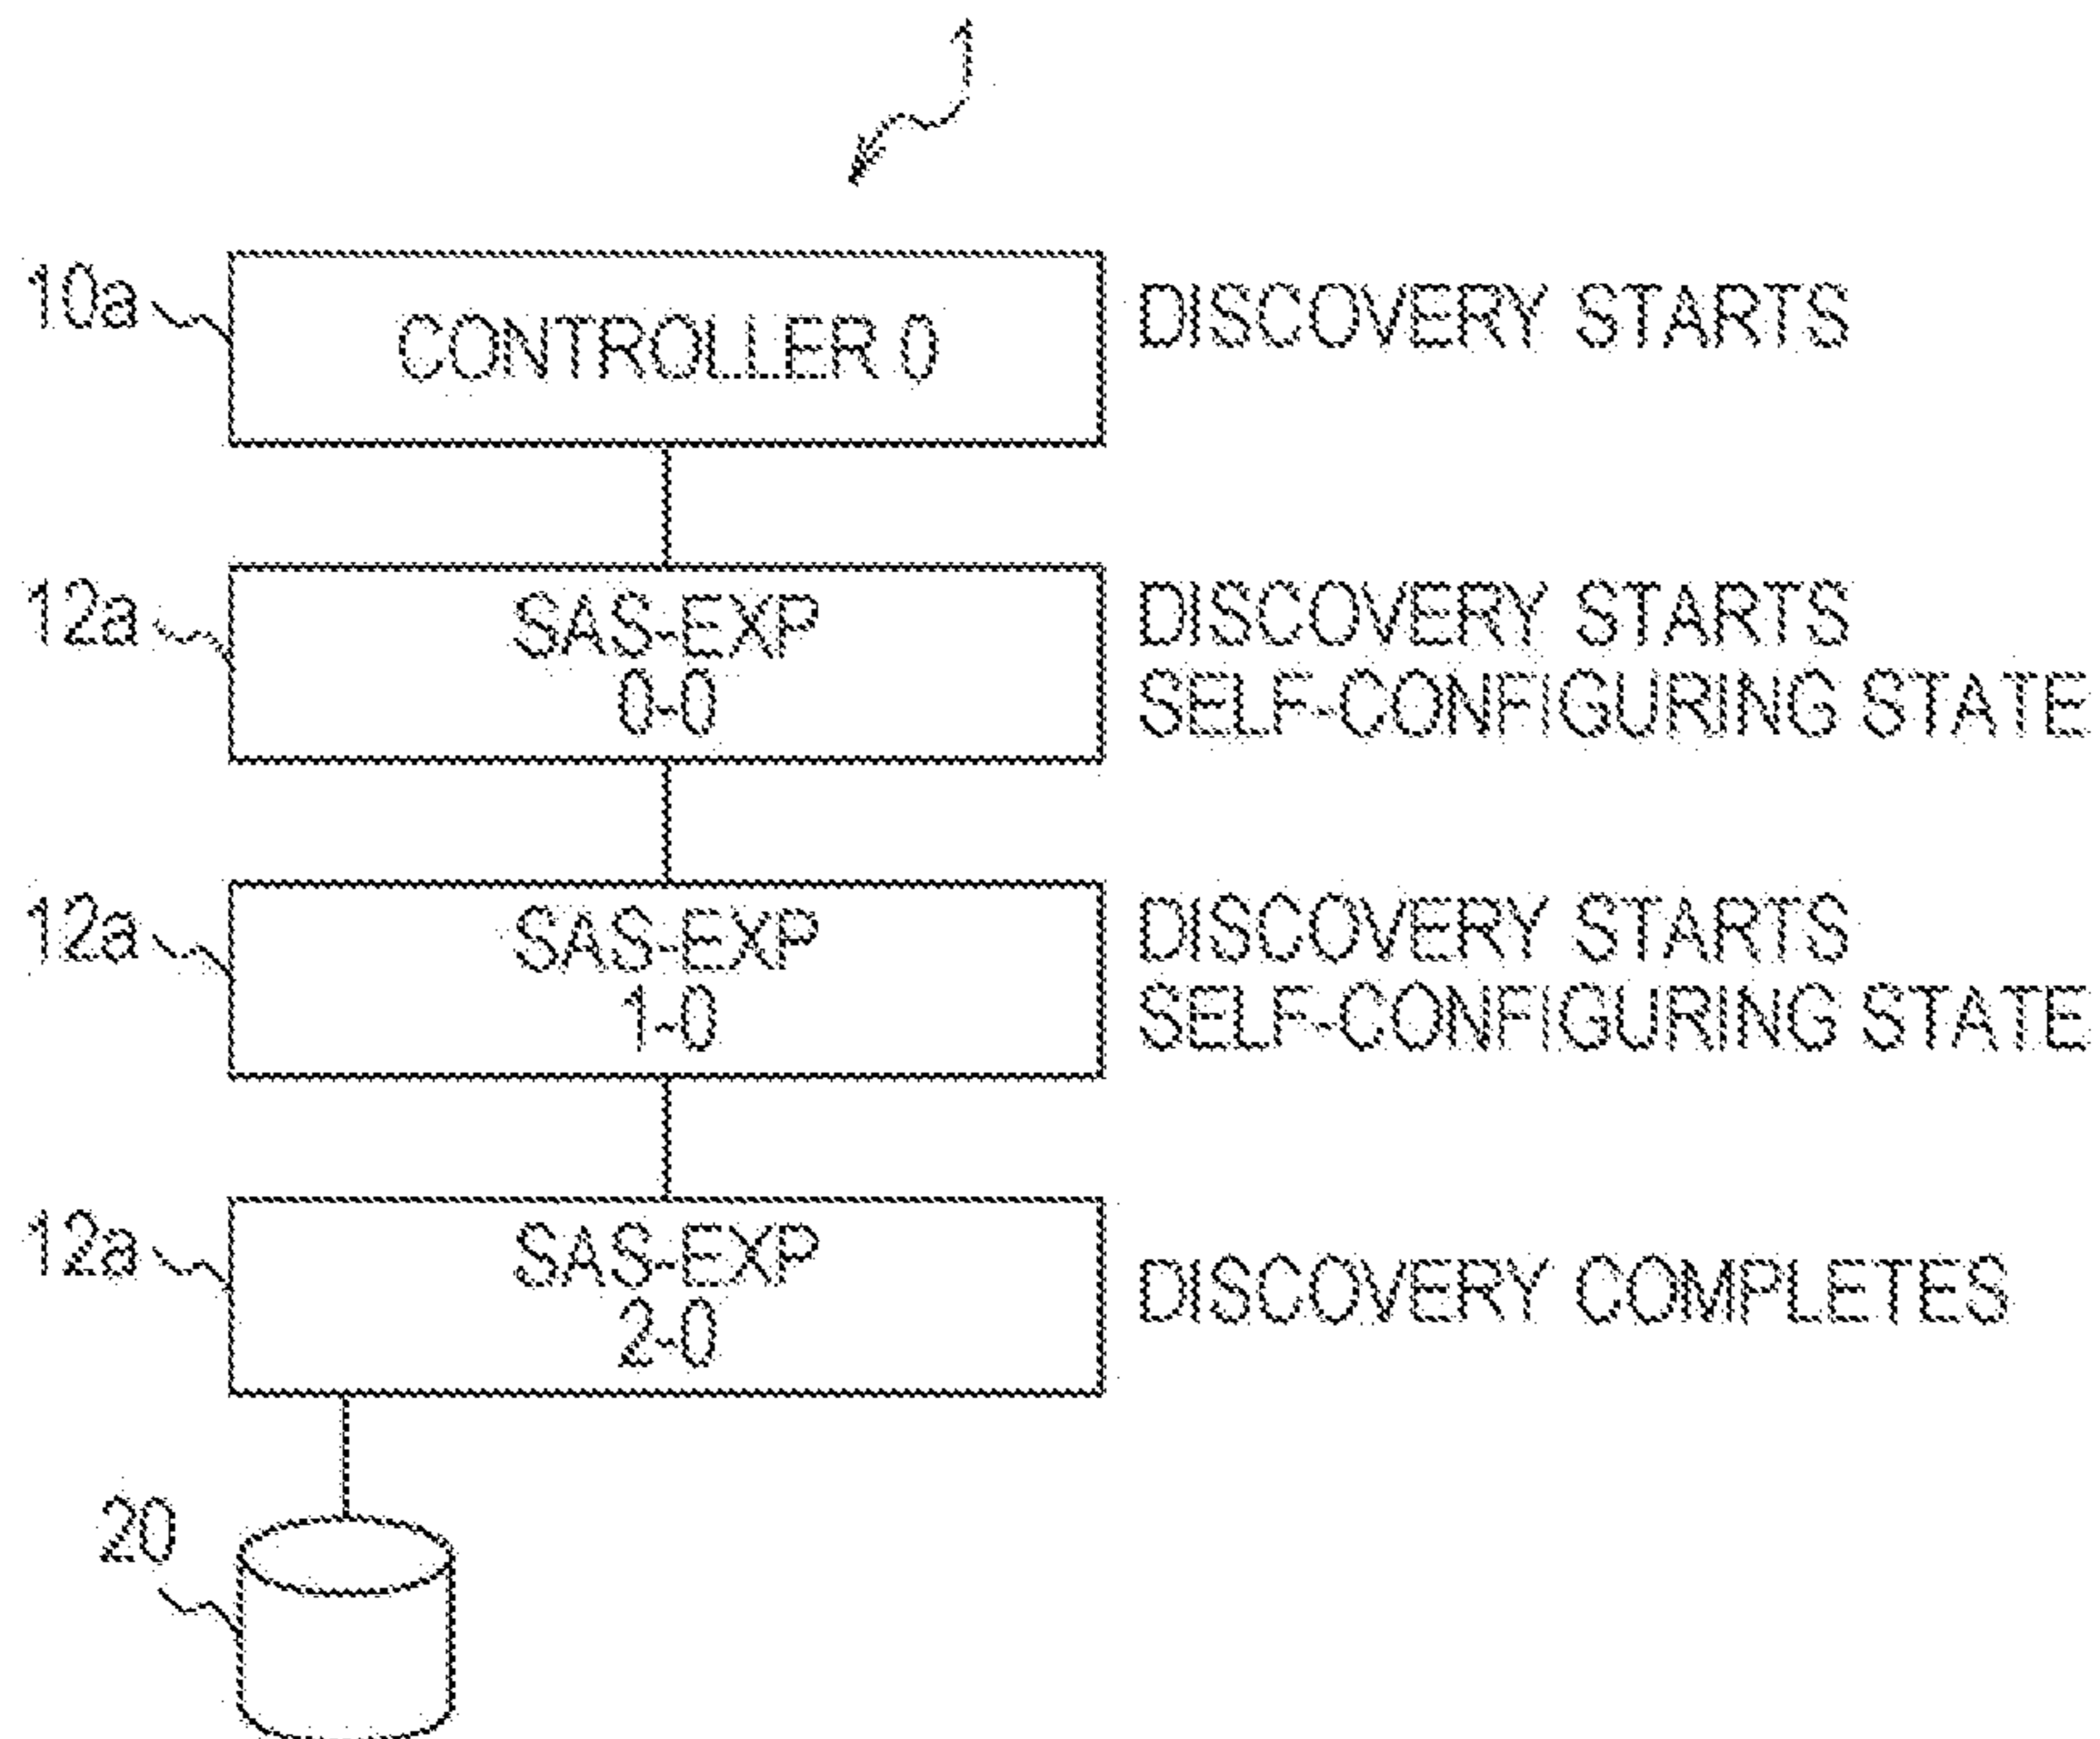 1
10a
CONTROLLER 0
DISCOVERY STARTS
12a
SAS-EXP
0-0
DISCOVERY STARTS
SELF-CONFIGURING STATE
12a
SAS-EXP
1-0
DISCOVERY STARTS
SELF-CONFIGURING STATE
12a
SAS-EXP
2-0
DISCOVERY COMPLETES
20